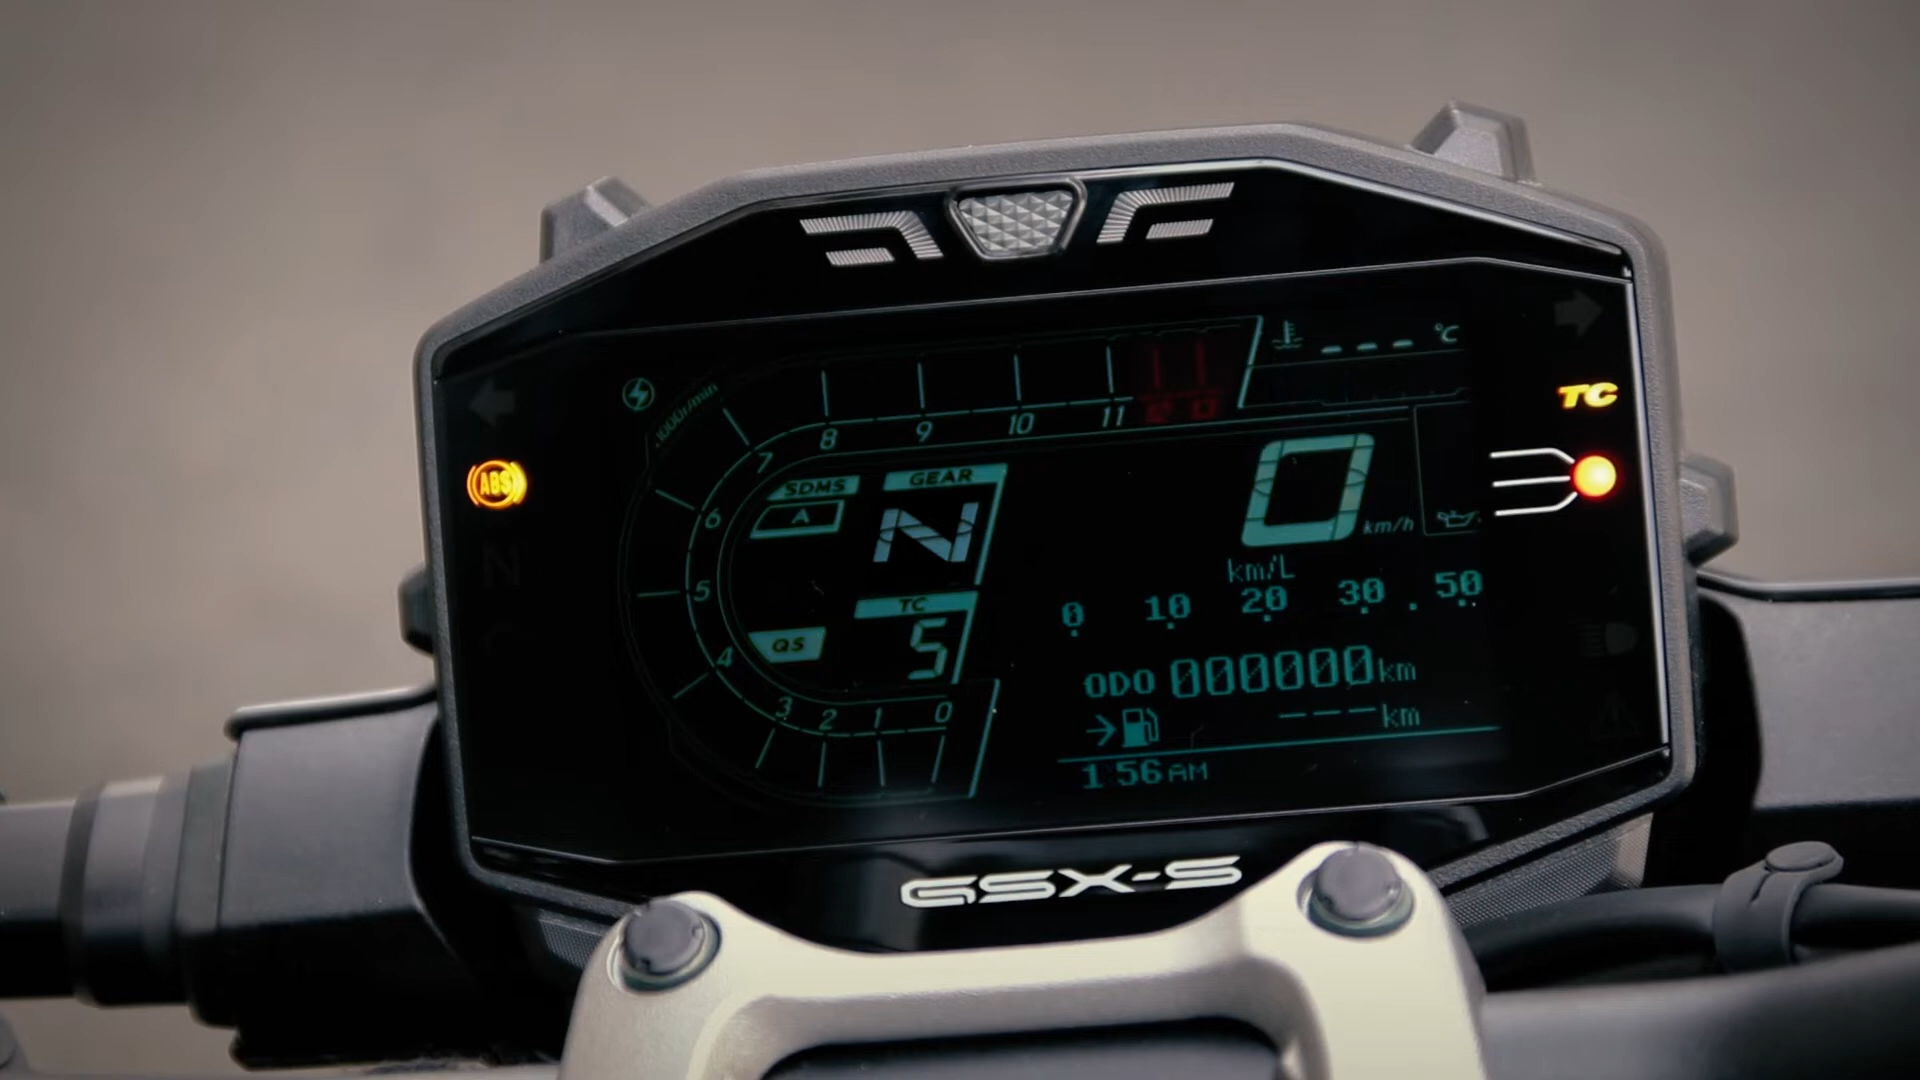 °C
1000r/min
TC
8 9 10 11
7
ABS
SDMS
GEAR
0
A
N
km/h
6
km/L
5
0 10 20 30 . 50
TC
QS
5
4
ODO 000000 km
3 2 1 0
---km
1:56 AM
GSX-S